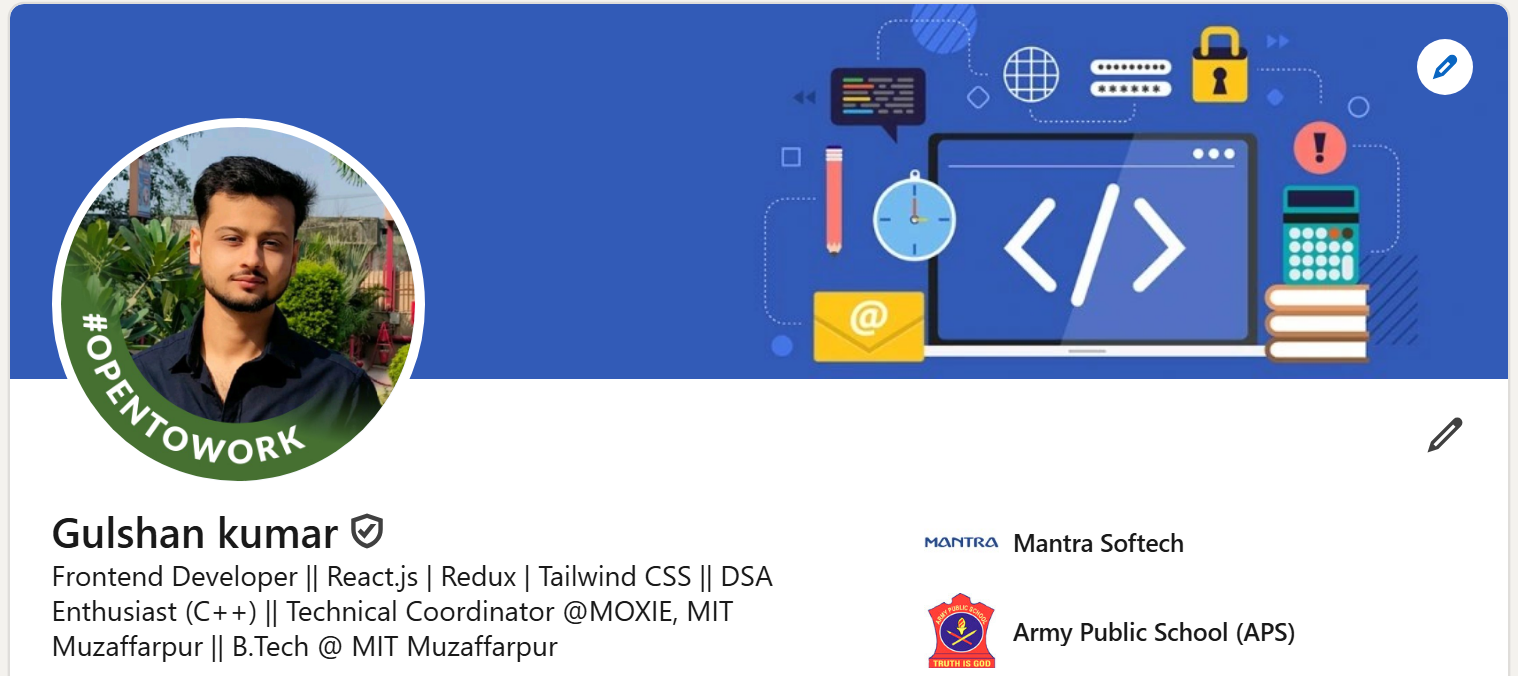 #OPENTOWORK
@
</>
Gulshan kumar
Frontend Developer || React.js | Redux | Tailwind CSS || DSA
Enthusiast (C++) || Technical Coordinator @MOXIE, MIT
Muzaffarpur || B.Tech @ MIT Muzaffarpur
MANTRA Mantra Softech
ARMY PUBLIC SCHOOL
TRUTH IS GOD
Army Public School (APS)